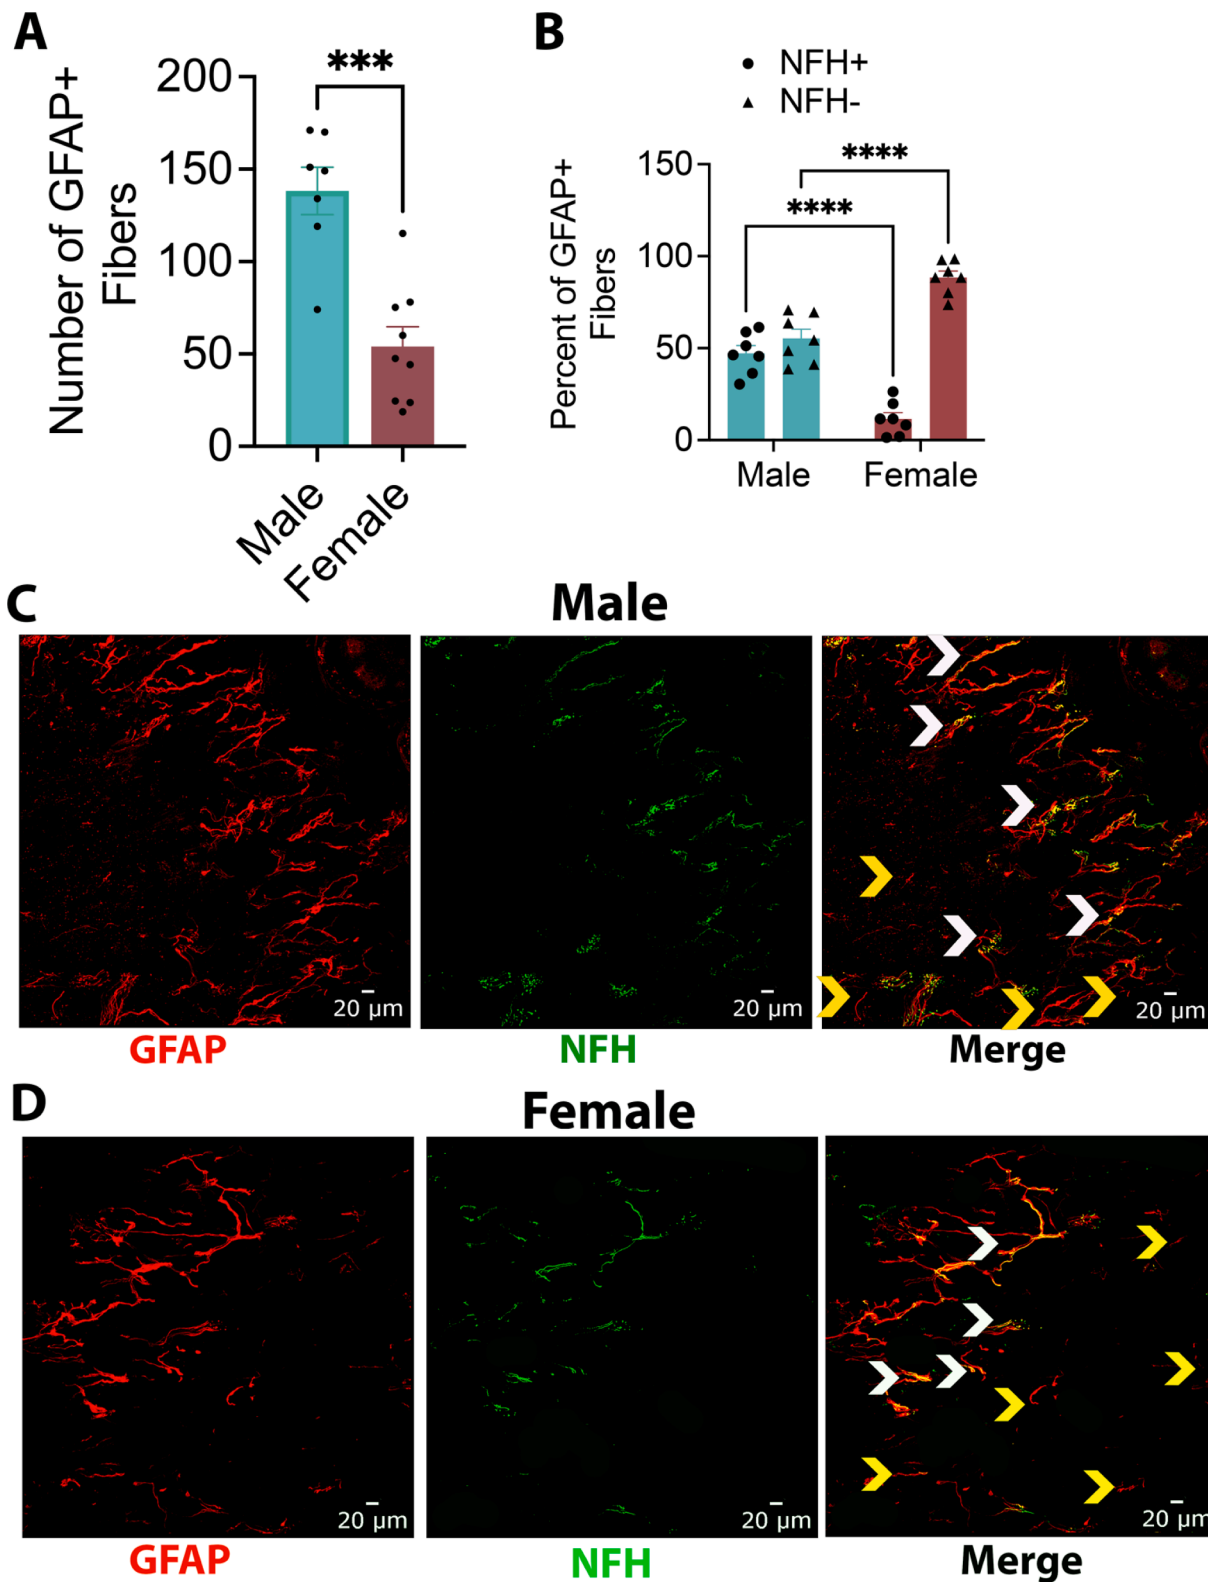 A
Number of GFAP+
Fibers
200
150
100
50
0
***
Male
Female
B
NFH+
NFH-
Percent of GFAP+
Fibers
150
100
50
0
****
****
Male
Female
C
Male
20 µm
20 µm
20 µm
GFAP
NFH
Merge
D
Female
20 µm
20 µm
20 µm
GFAP
NFH
Merge